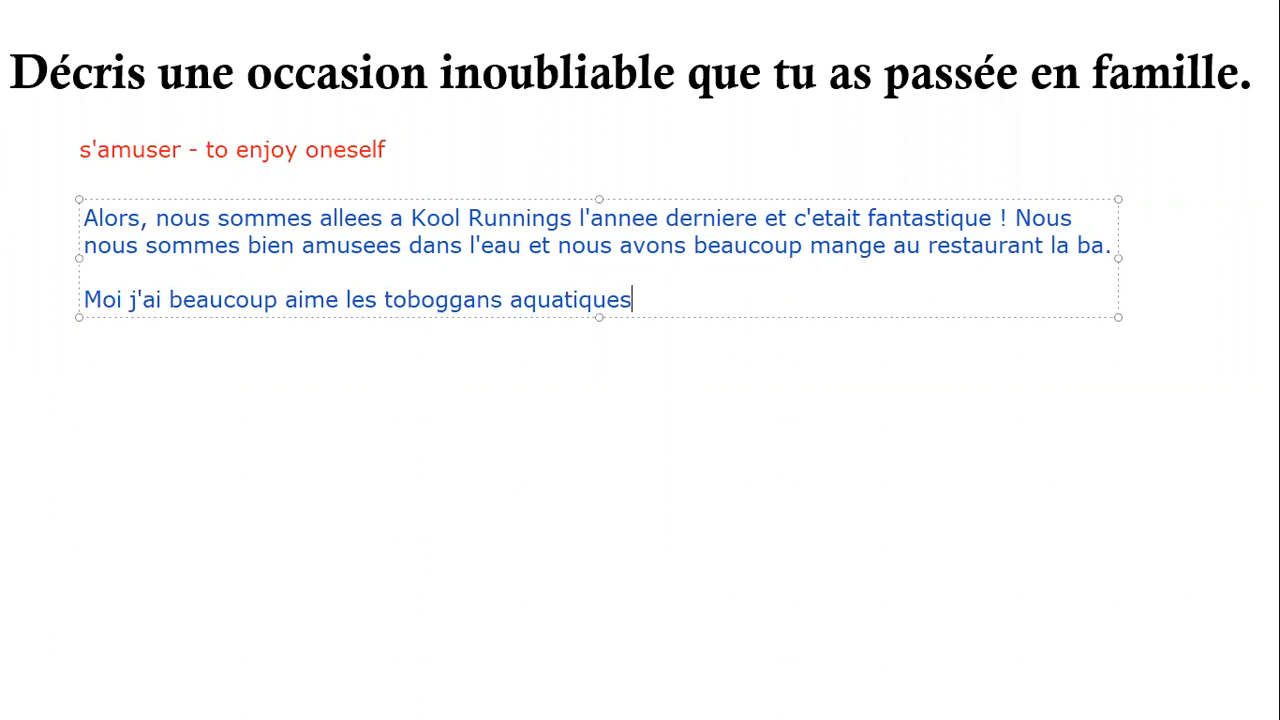 Décris une occasion inoubliable que tu as passée en famille.
s'amuser - to enjoy oneself
Alors, nous sommes allees a Kool Runnings l'annee derniere et c'etait fantastique ! Nous
nous sommes bien amusees dans l'eau et nous avons beaucoup mange au restaurant la ba.
Moi j'ai beaucoup aime les toboggans aquatiques